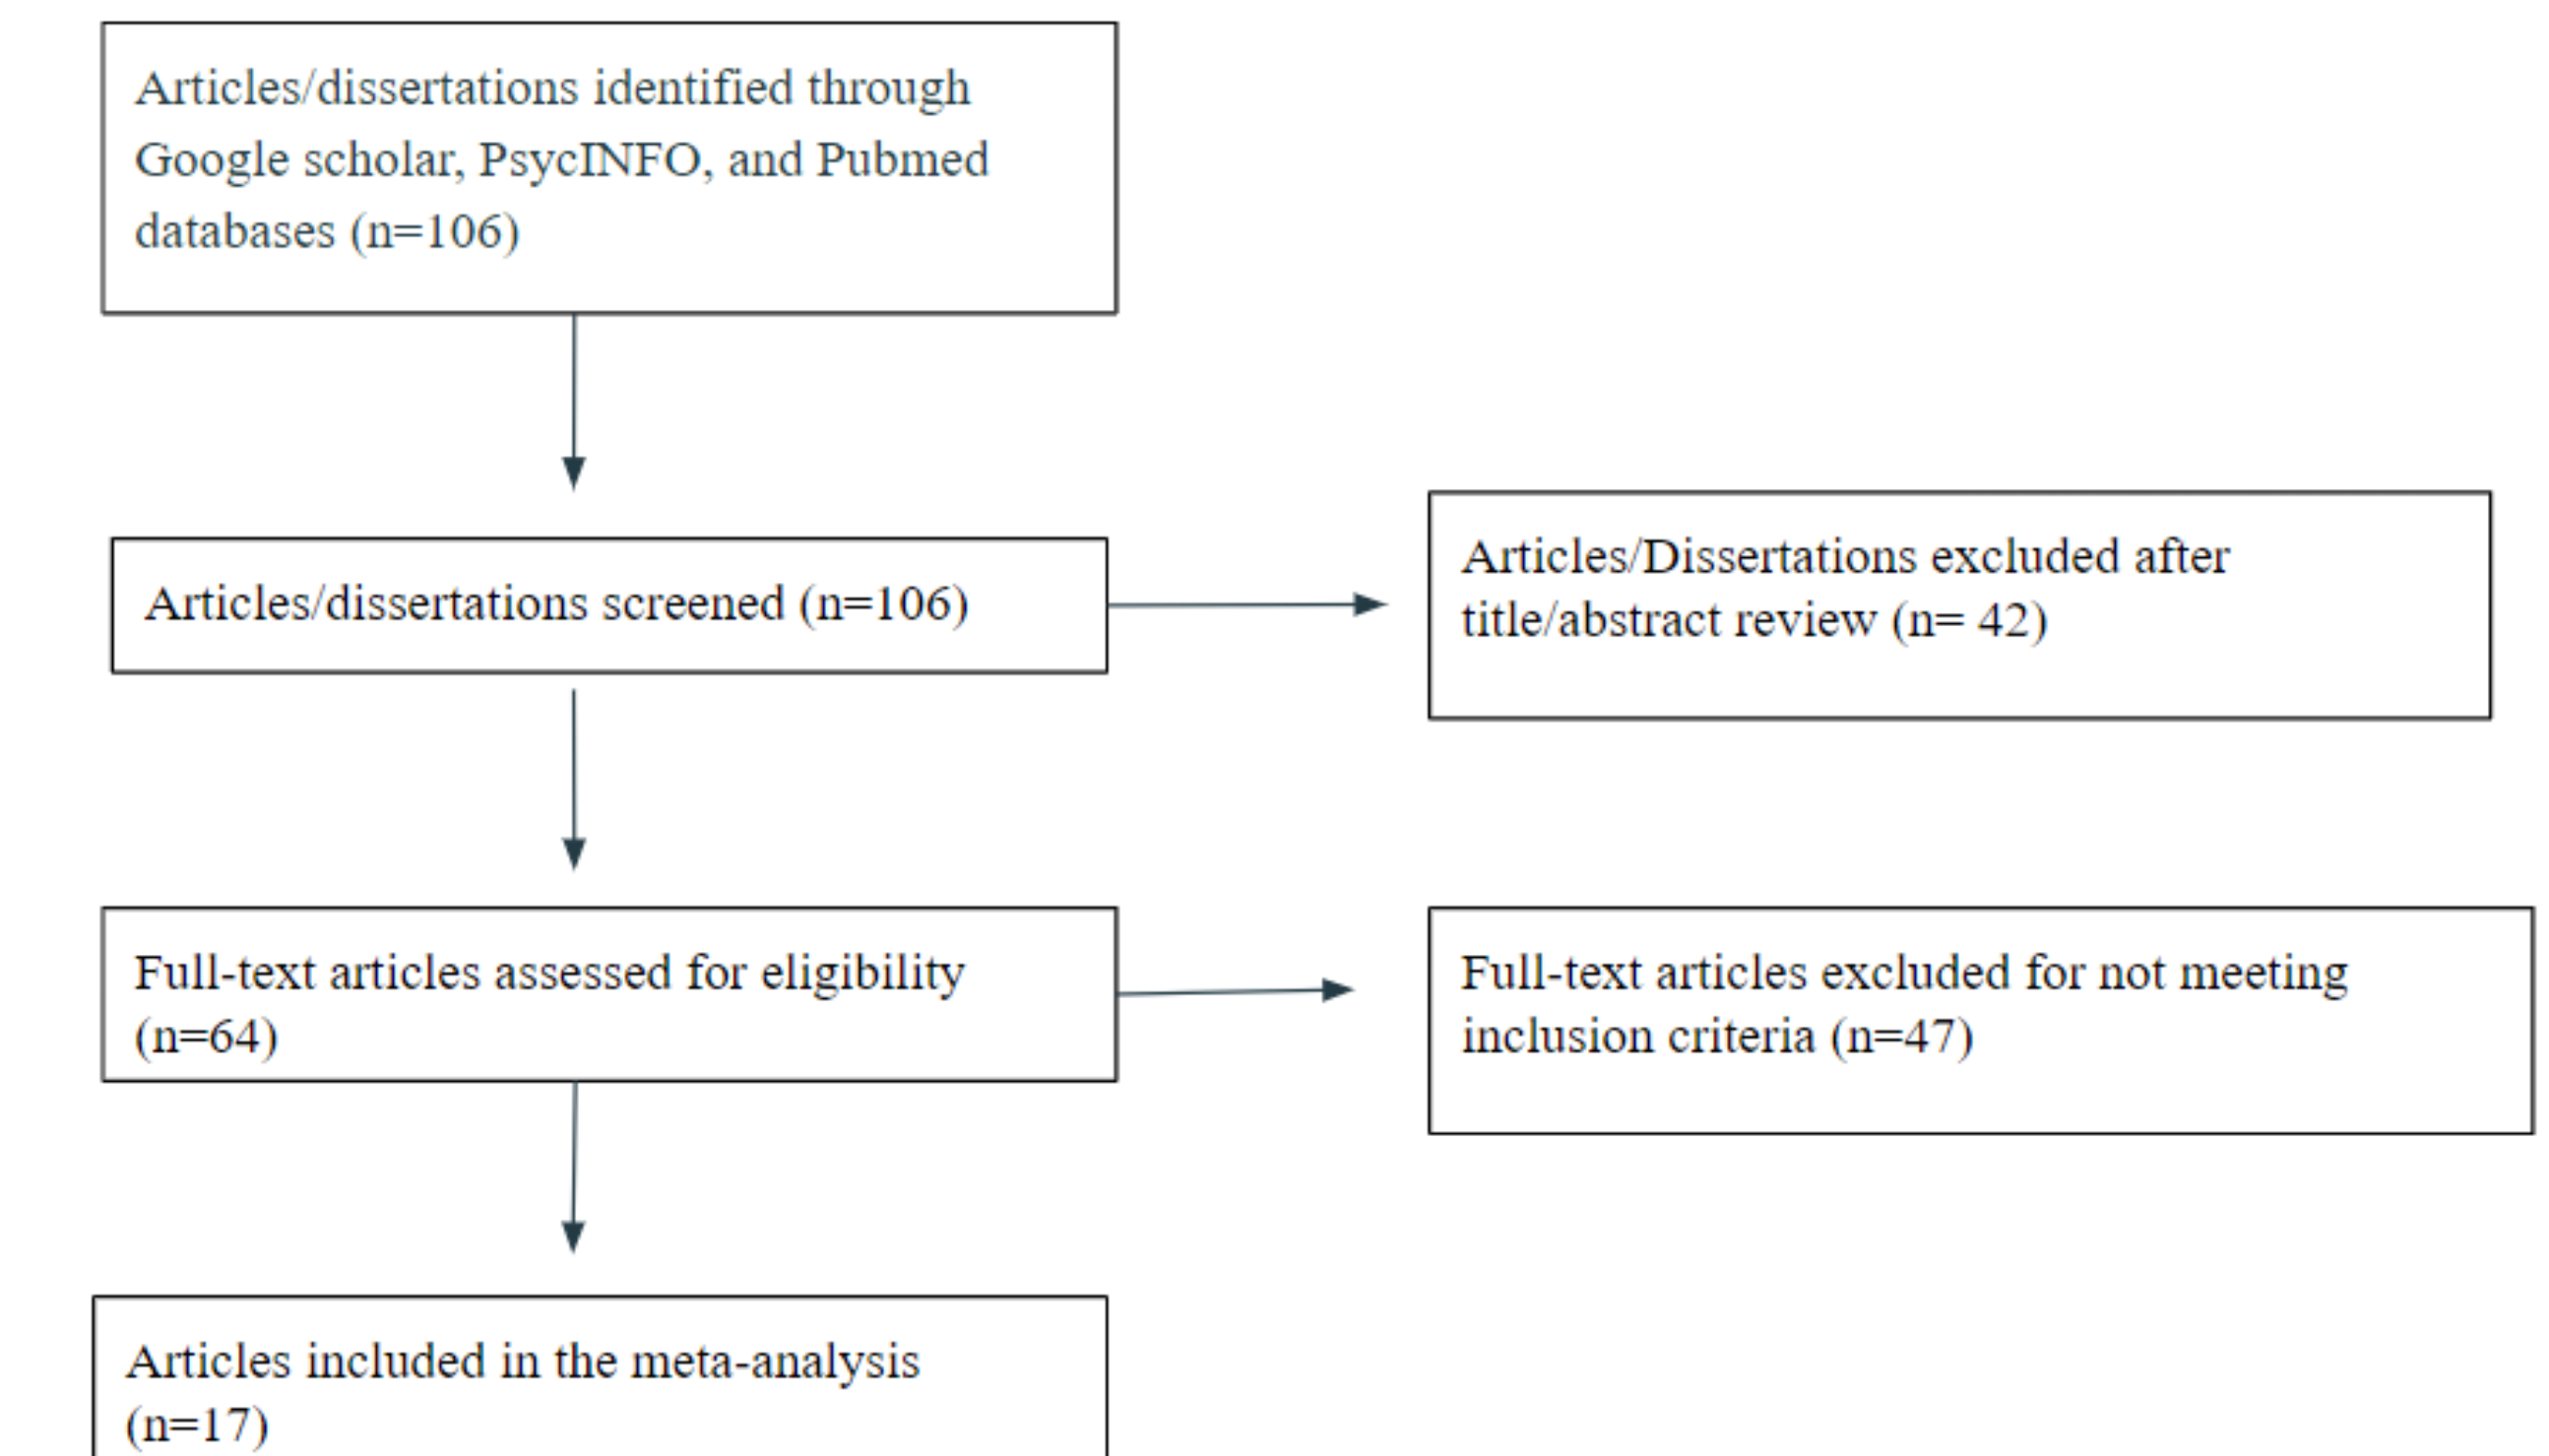 Articles/dissertations identified through
Google scholar, PsycINFO, and Pubmed
databases (n=106)
Articles/dissertations screened (n=106)
Articles/Dissertations excluded after
title/abstract review (n= 42)
Full-text articles assessed for eligibility
(n=64)
Full-text articles excluded for not meeting
inclusion criteria (n=47)
Articles included in the meta-analysis
(n=17)